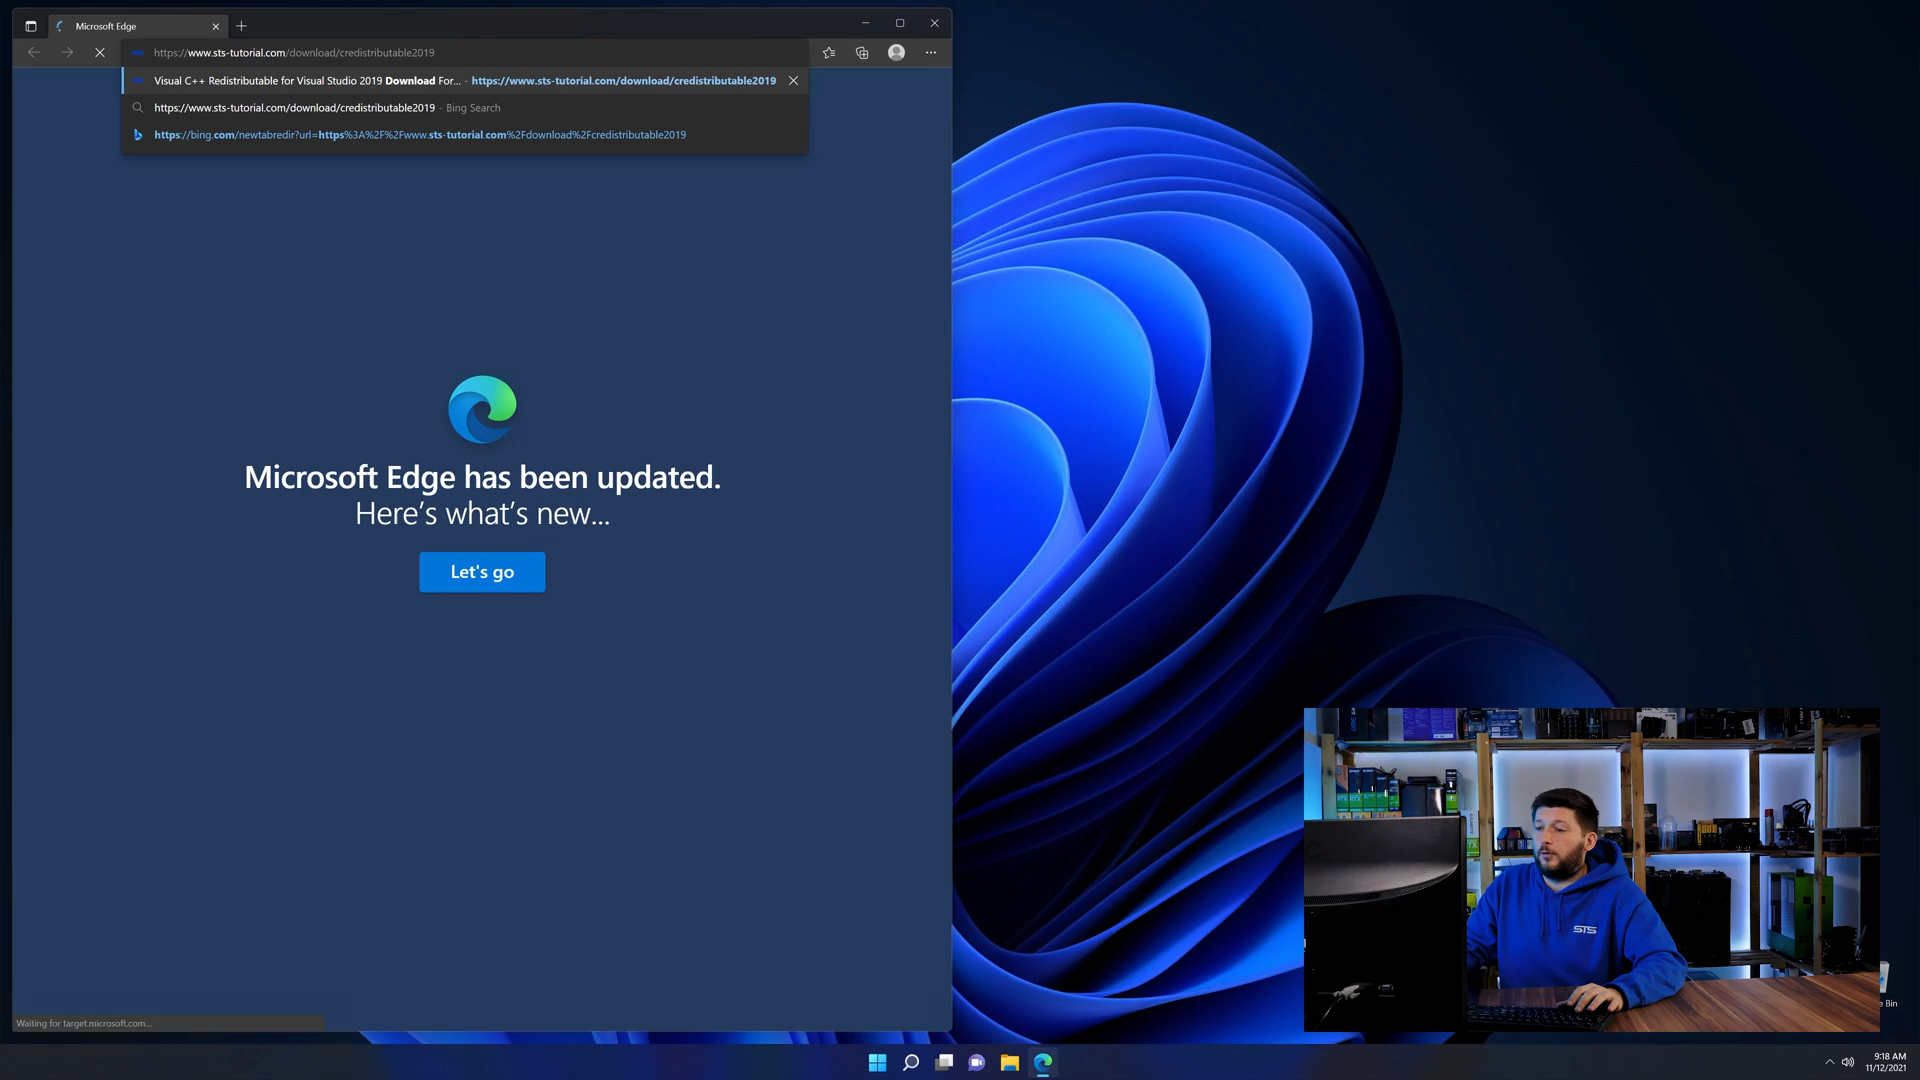 Microsoft Edge
https://www.sts-tutorial.com/download/credistributable2019
Visual C++ Redistributable for Visual Studio 2019 Download For... - https://www.sts-tutorial.com/download/credistributable2019
https://www.sts-tutorial.com/download/credistributable2019 - Bing Search
https://bing.com/newtabredir?url=https%3A%2F%2Fwww.sts-tutorial.com%2Fdownload%2Fcredistributable2019
Microsoft Edge has been updated.
Here's what's new...
Let's go
STS
e Bin
Waiting for target.microsoft.com...
9:18 AM
11/12/2021